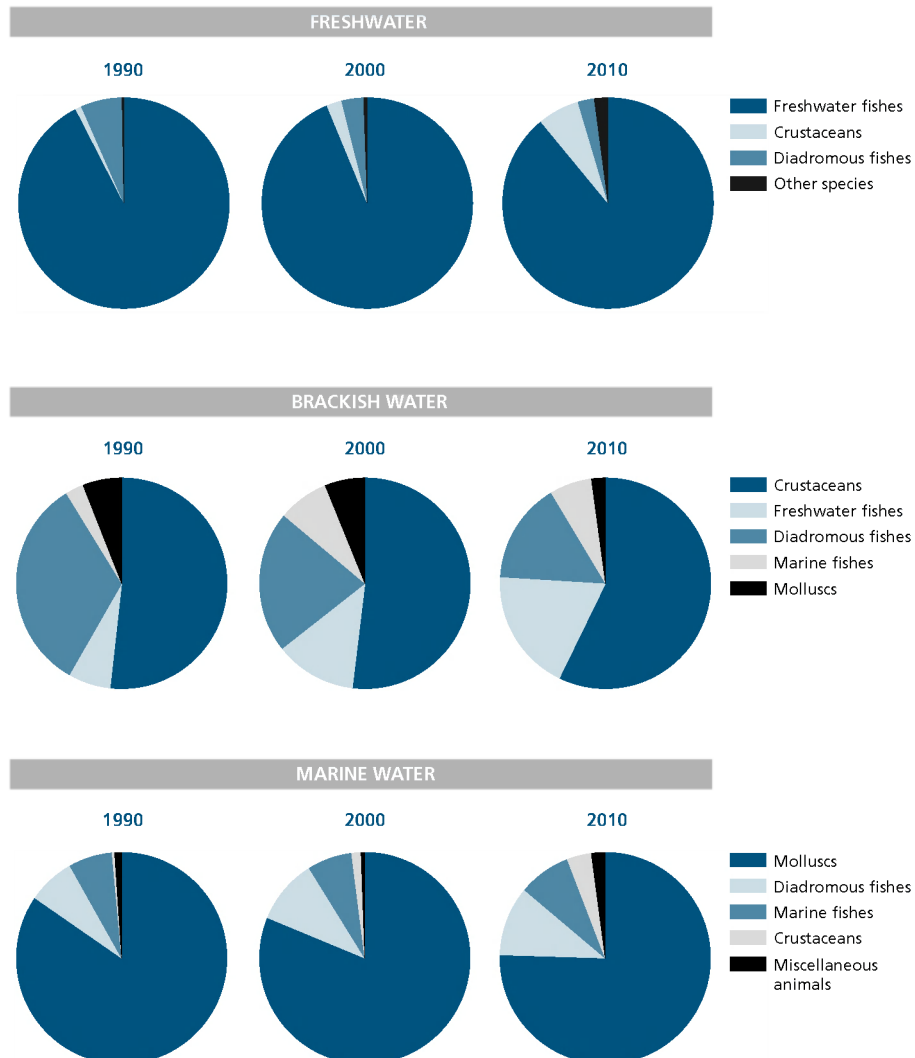 FRESHWATER
1990
2000
2010
Freshwater fishes
Crustaceans
Diadromous fishes
Other species
BRACKISH WATER
1990
2000
2010
Crustaceans
Freshwater fishes
Diadromous fishes
Marine fishes
Molluscs
MARINE WATER
1990
2000
2010
Molluscs
Diadromous fishes
Marine fishes
Crustaceans
Miscellaneous
animals